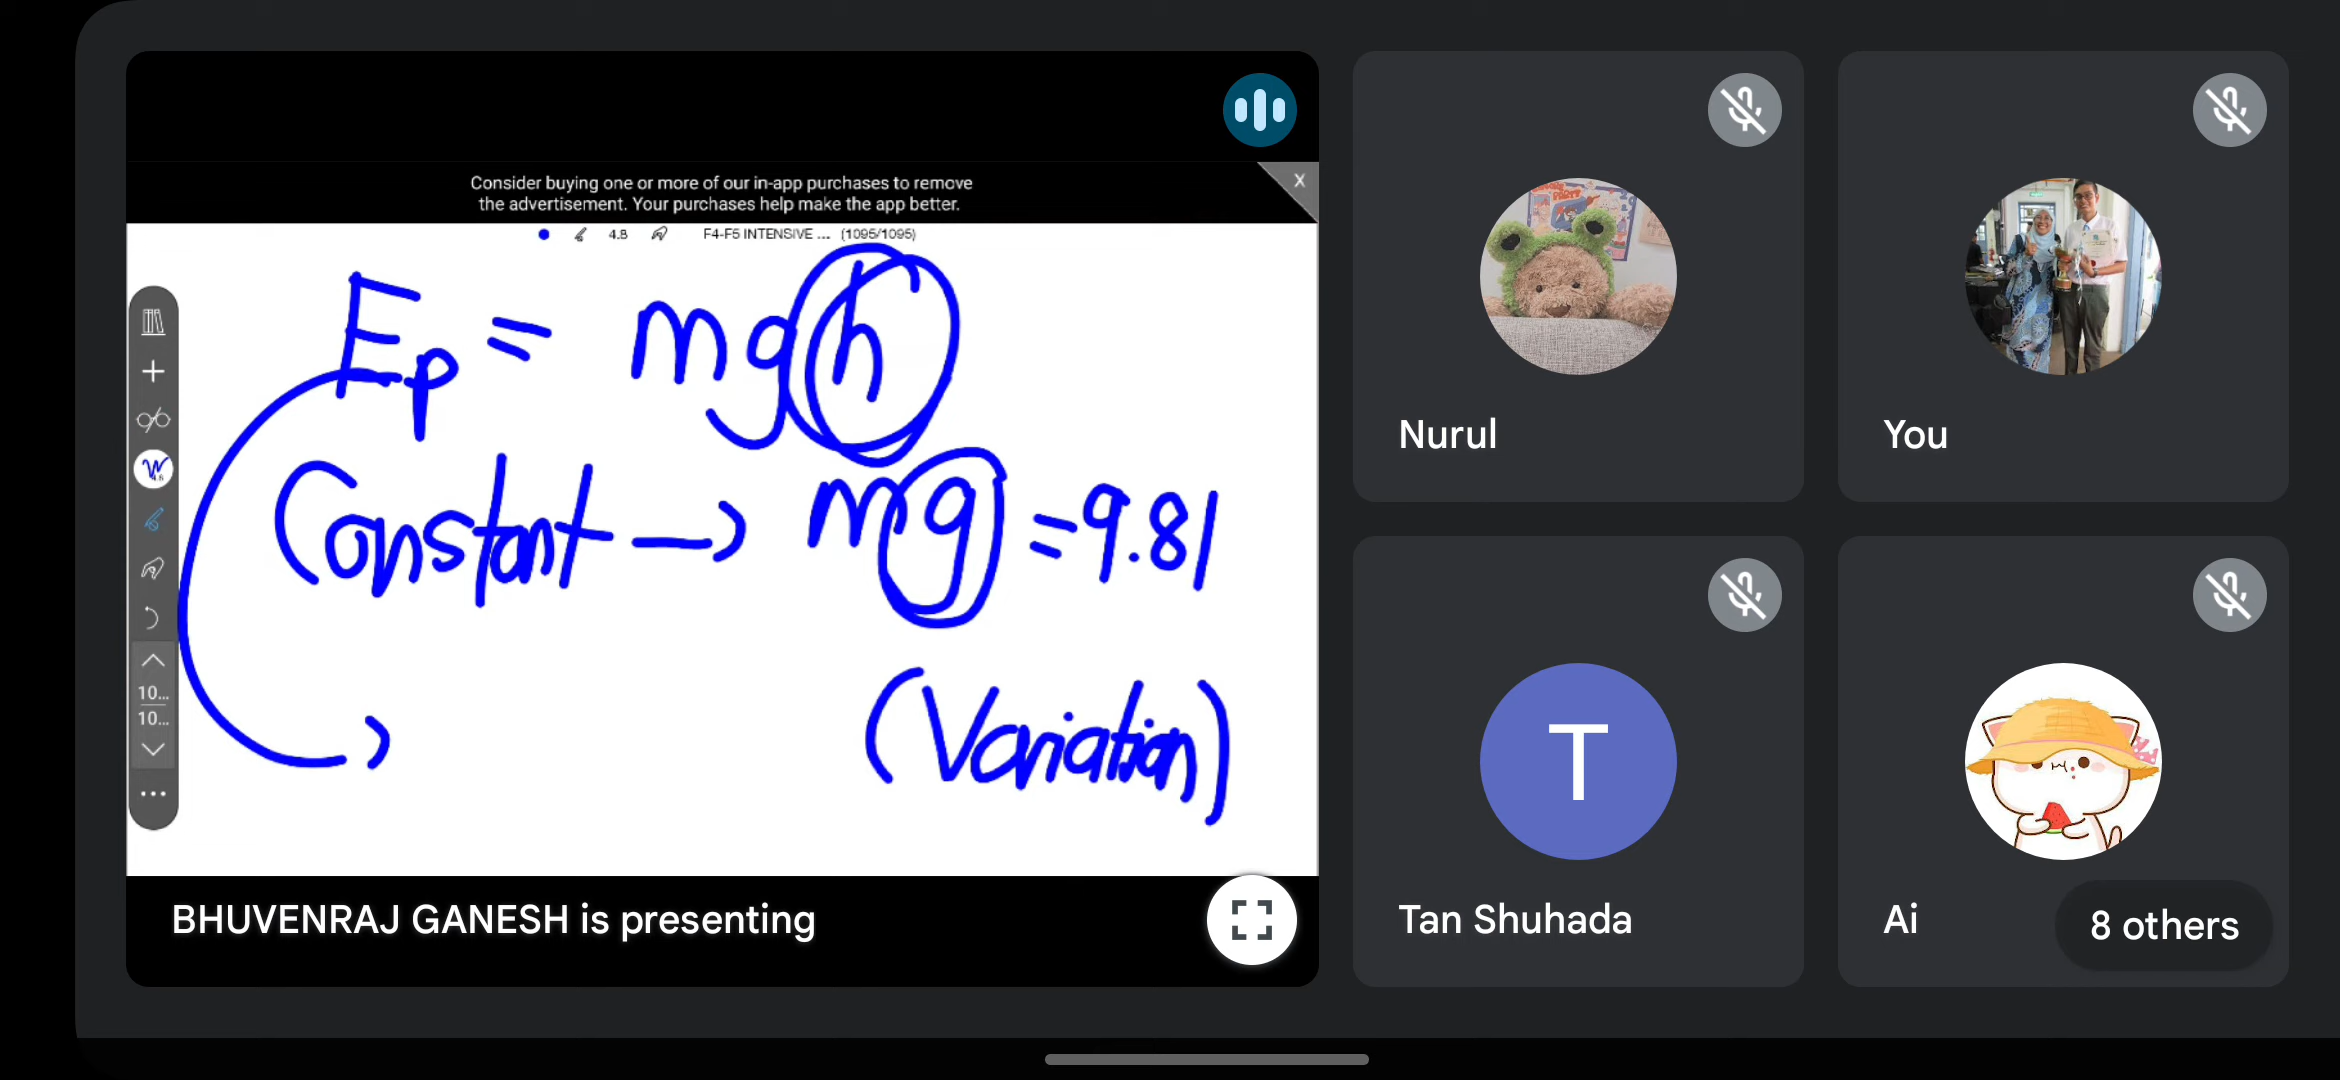 Consider buying one or more of our in-app purchases to remove
the advertisement. Your purchases help make the app better.
X
4.8 F4-F5 INTENSIVE ... (1095/1095)
Ep = mgh
Constant → mg = 9.81
(Variation)
10...
10...
BHUVENRAJ GANESH is presenting
Nurul
You
T
Tan Shuhada
Ai
8 others